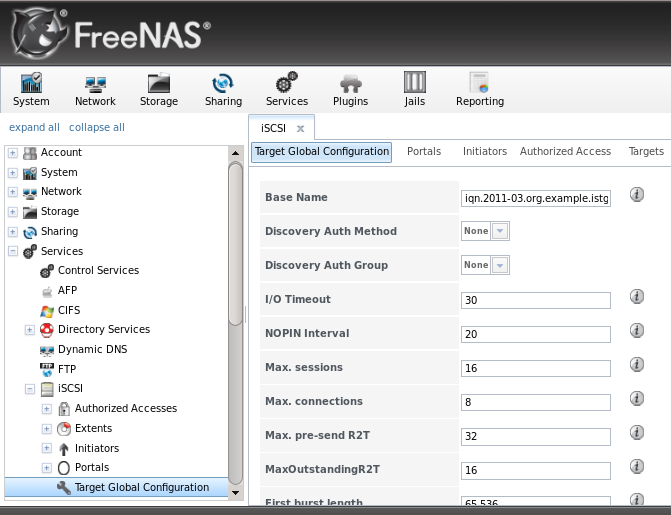 FreeNAS®
System Network Storage Sharing Services Plugins Jails Reporting
expand all collapse all
iSCSI x
Account
System
Network
Storage
Sharing
Services
Control Services
AFP
CIFS
Directory Services
Dynamic DNS
FTP
iSCSI
Authorized Accesses
Extents
Initiators
Portals
Target Global Configuration
Target Global Configuration Portals Initiators Authorized Access Targets
Base Name iqn.2011-03.org.example.istg
Discovery Auth Method None
Discovery Auth Group None
I/O Timeout 30
NOPIN Interval 20
Max. sessions 16
Max. connections 8
Max. pre-send R2T 32
MaxOutstandingR2T 16
First burst length 65,536